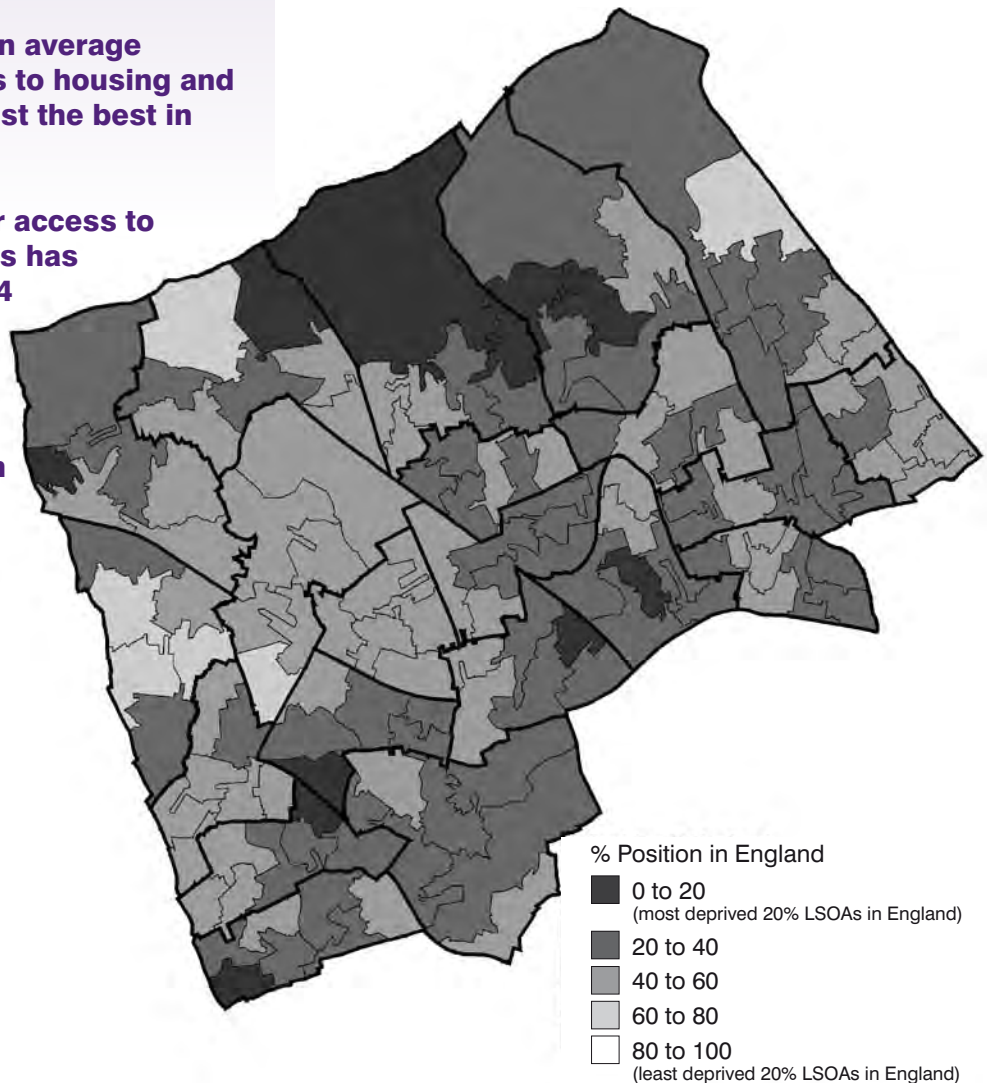 n average
s to housing and
st the best in
r access to
s has
4
n
% Position in England
0 to 20
(most deprived 20% LSOAs in England)
20 to 40
40 to 60
60 to 80
80 to 100
(least deprived 20% LSOAs in England)